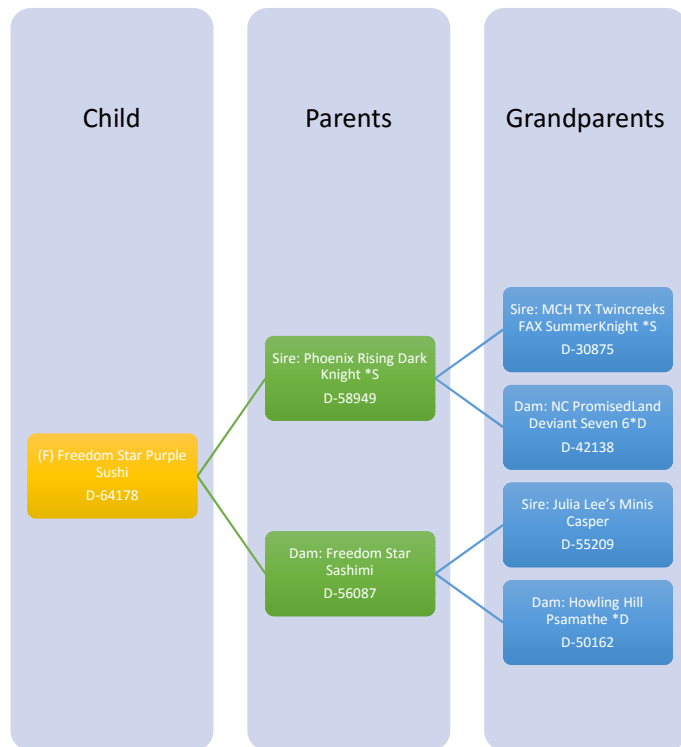 Child
Parents
Grandparents
(F) Freedom Star Purple
Sushi
D-64178
Sire: Phoenix Rising Dark
Knight *S
D-58949
Dam: Freedom Star
Sashimi
D-56087
Sire: MCH TX Twincreeks
FAX SummerKnight *S
D-30875
Dam: NC PromisedLand
Deviant Seven 6*D
D-42138
Sire: Julia Lee’s Minis
Casper
D-55209
Dam: Howling Hill
Psamathe *D
D-50162